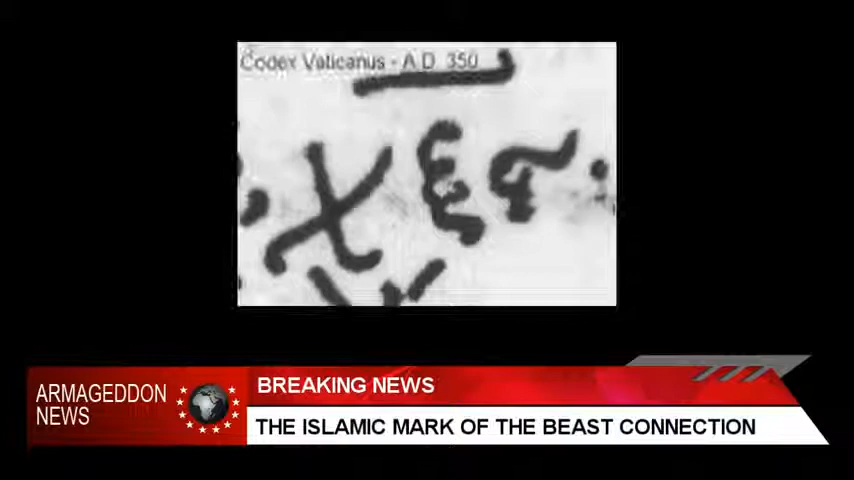 Codex Vaticanus - A.D. 350
χξϛ
ARMAGEDDON
NEWS
BREAKING NEWS
THE ISLAMIC MARK OF THE BEAST CONNECTION